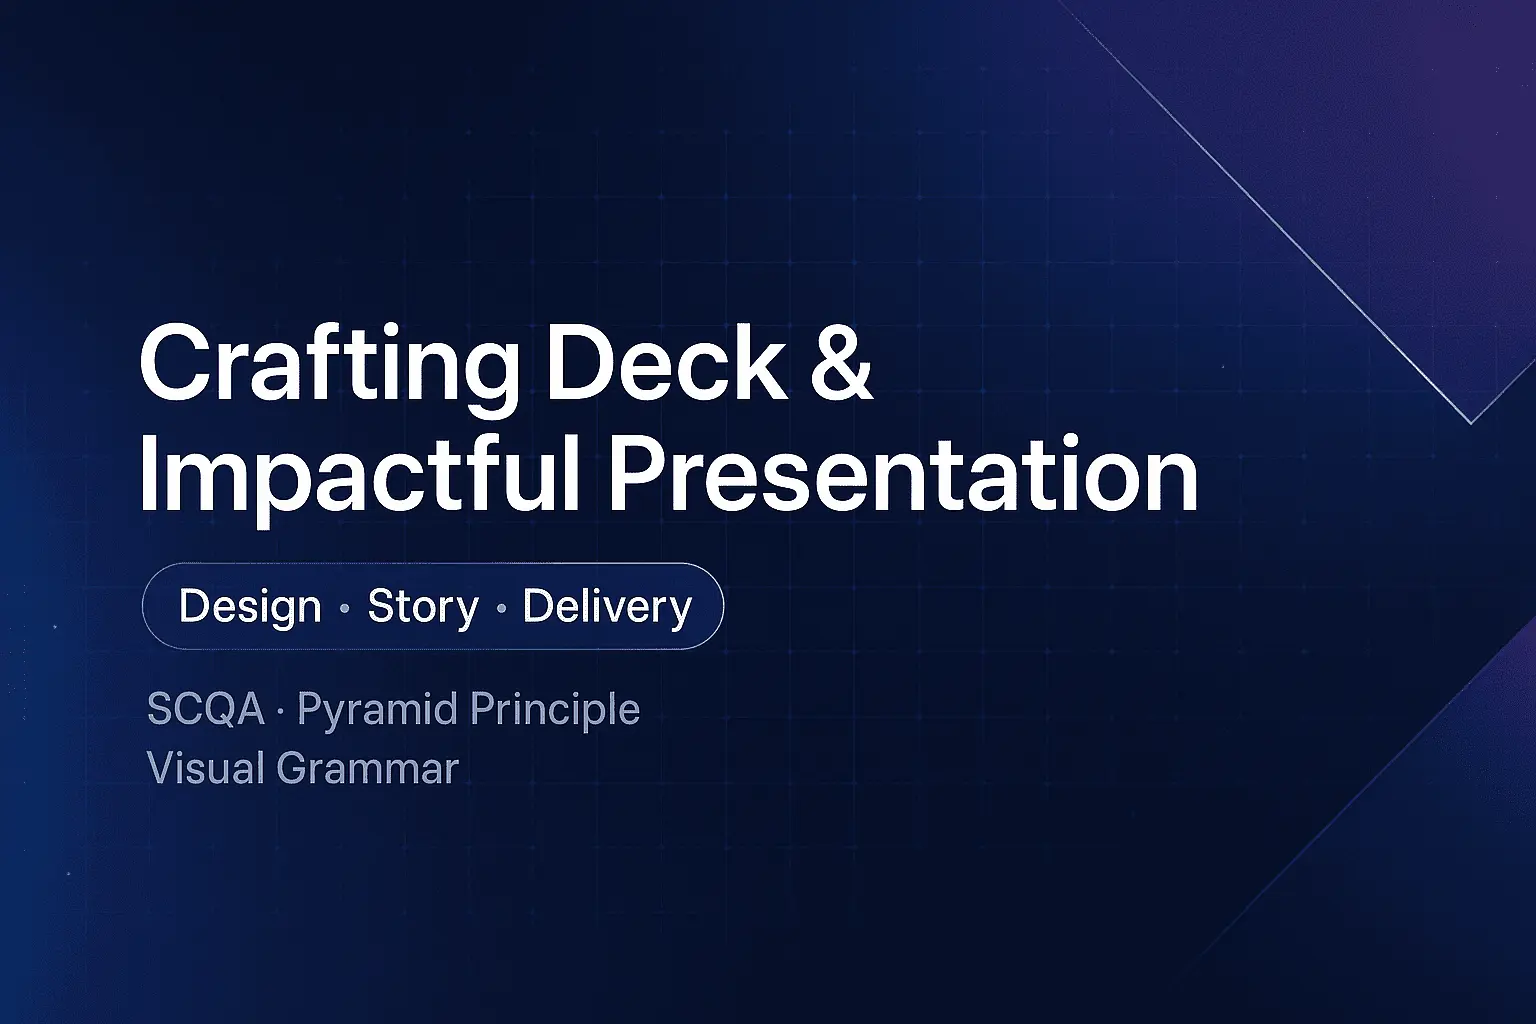 Crafting Deck &
Impactful Presentation
Design · Story · Delivery
SCQA · Pyramid Principle
Visual Grammar